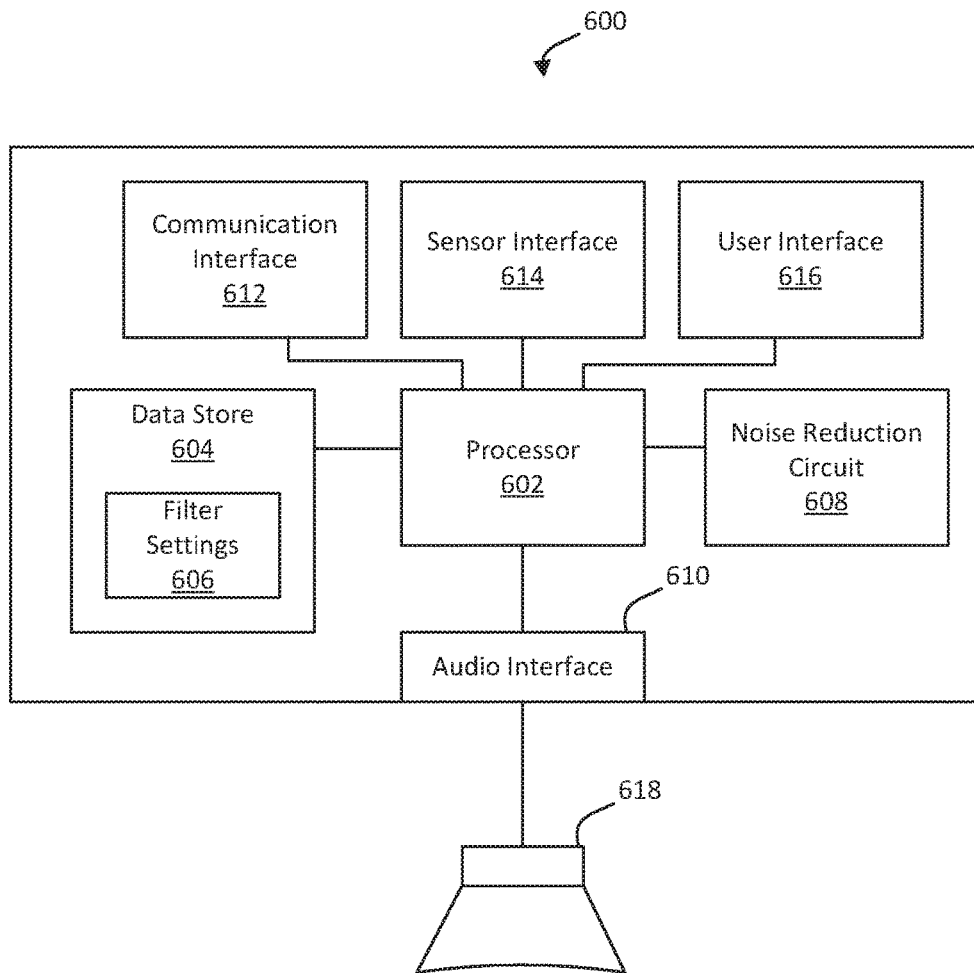 600
Communication
Interface
612
Sensor Interface
614
User Interface
616
Data Store
604
Filter
Settings
606
Processor
602
Noise Reduction
Circuit
608
610
Audio Interface
618